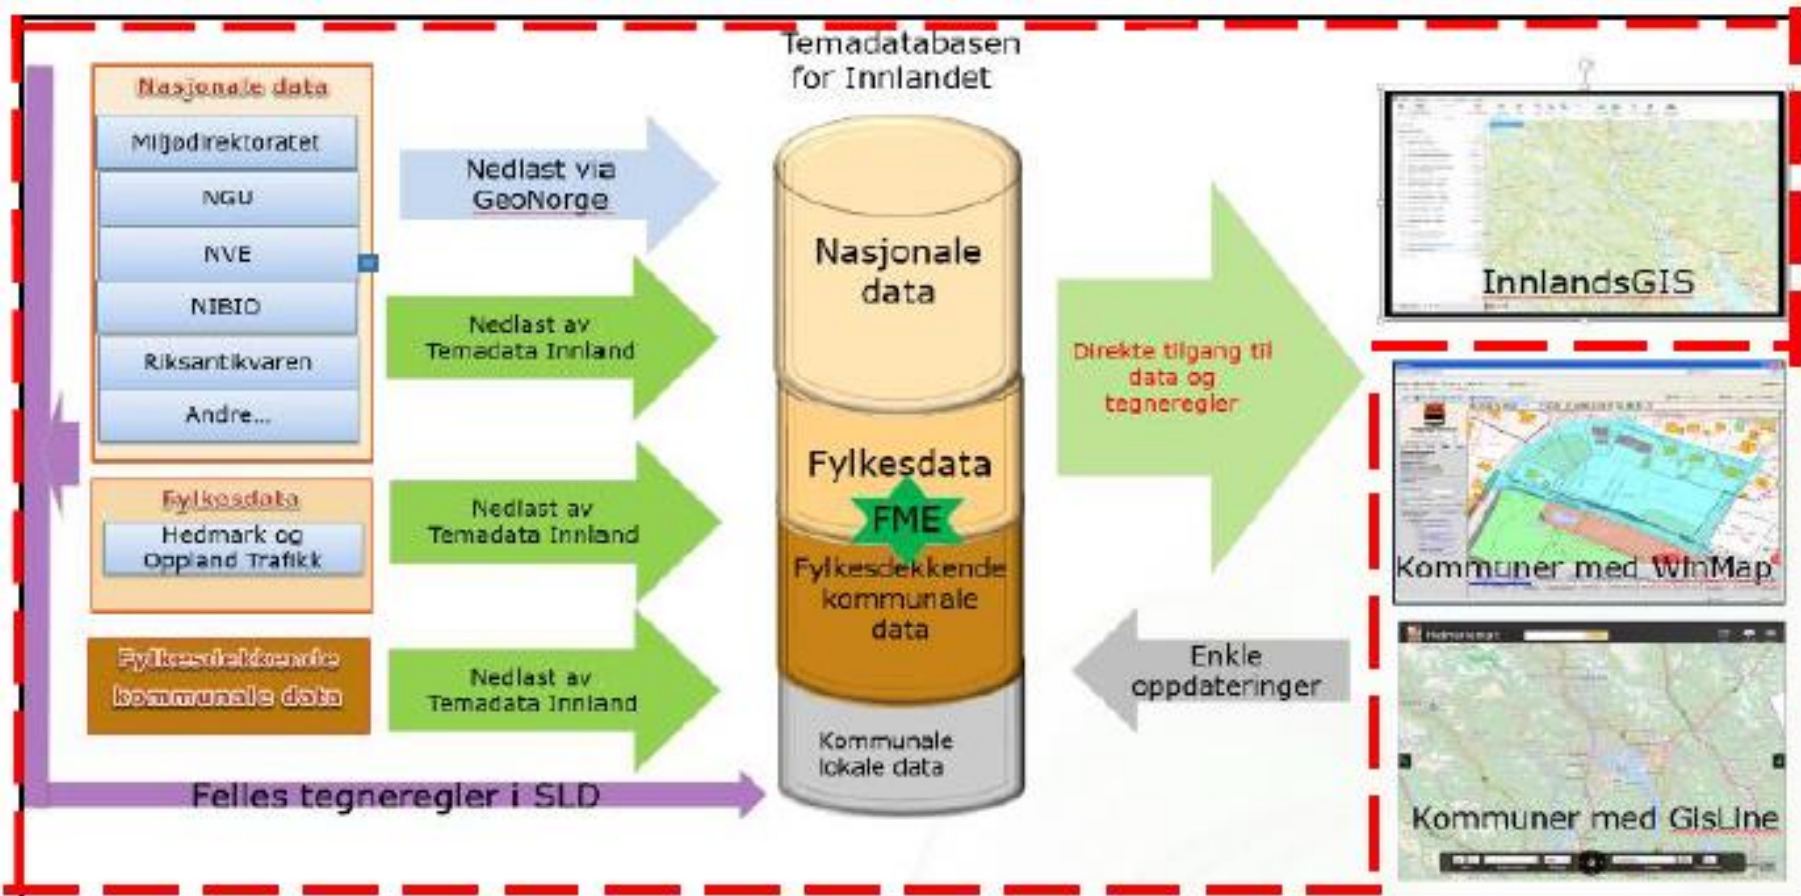 Temadatabasen
for Innlandet
Nasjonale data
Miljødirektoratet
NGU
NVE
NIBIO
Riksantikvaren
Andre...
Fylkesdata
Hedmark og
Oppland Trafikk
Fylkesdekkende
kommunale data
Nedlast via
GeoNorge
Nedlast av
Temadata Innland
Nedlast av
Temadata Innland
Nedlast av
Temadata Innland
Felles tegneregler i SLD
Nasjonale
data
Fylkesdata
FME
Fylkesdekkende
kommunale
data
Kommunale
lokale data
Direkte tilgang til
data og
tegneregler
Enkle
oppdateringer
InnlandsGIS
Kommuner med WinMap
Kommuner med GisLine